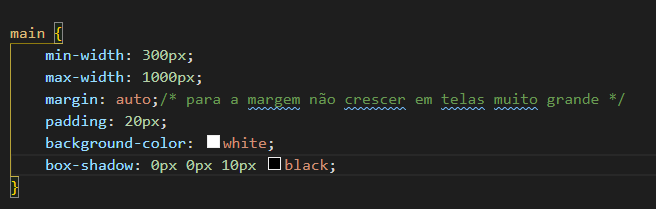 main {
min-width: 300px;
max-width: 1000px;
margin: auto;/* para a margem não crescer em telas muito grande */
padding: 20px;
background-color: white;
box-shadow: 0px 0px 10px black;
}